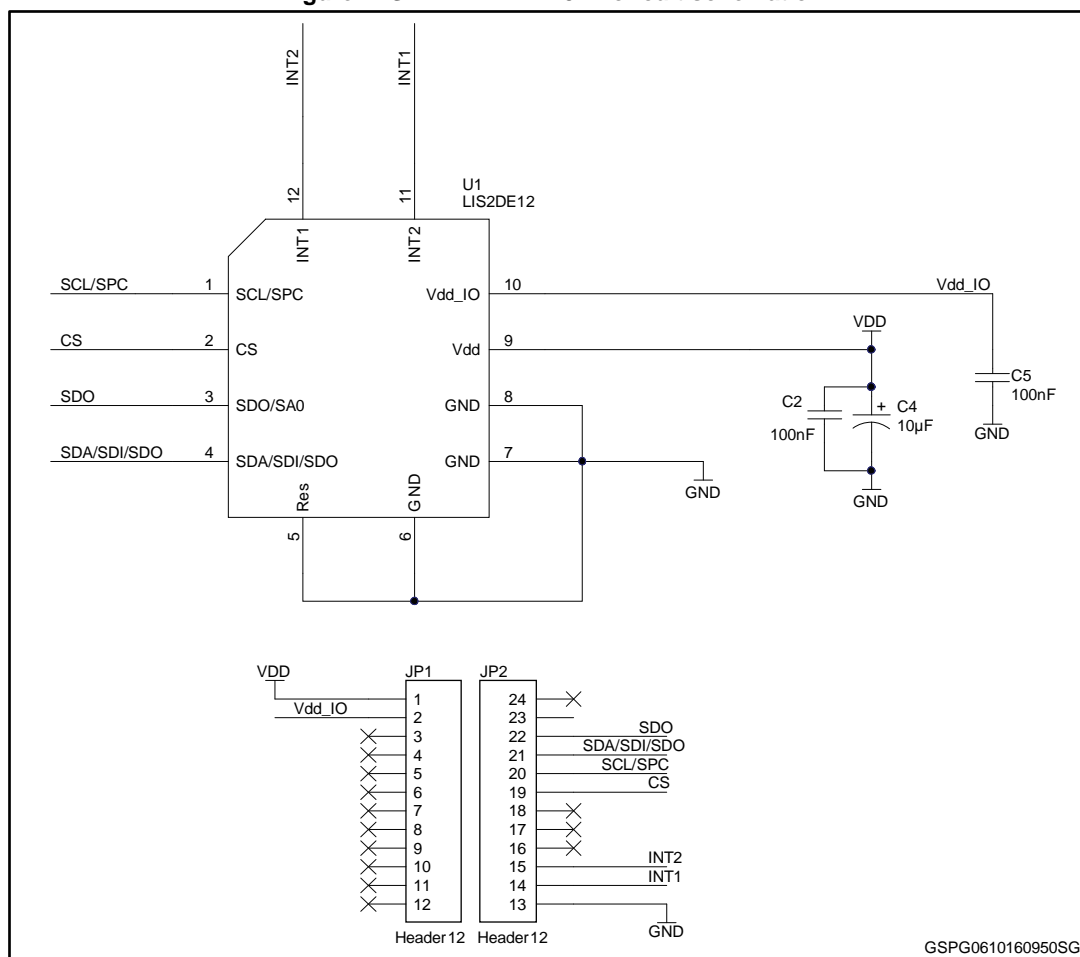 INT2
INT1
12
11
U1
LIS2DE12
INT1
INT2
SCL/SPC 1 SCL/SPC
Vdd_IO 10 Vdd_IO
CS 2 CS
Vdd 9
VDD
SDO 3 SDO/SA0
GND 8
SDA/SDI/SDO 4 SDA/SDI/SDO
GND 7
GND
Res
GND
5
6
C2
100nF
+
C4
10µF
GND
C5
100nF
GND
VDD
Vdd_IO
JP1
1
2
3
4
5
6
7
8
9
10
11
12
Header12
JP2
24
23
22 SDO
21 SDA/SDI/SDO
20 SCL/SPC
19 CS
18
17
16
15 INT2
14 INT1
13
GND
Header12
GSPG0610160950SG